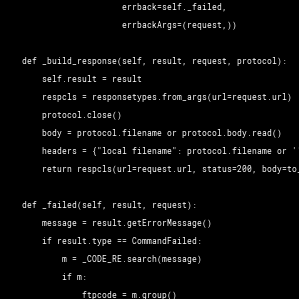 errback=self._failed,
errbackArgs=(request,))
def _build_response(self, result, request, protocol):
self.result = result
respcls = responsetypes.from_args(url=request.url)
protocol.close()
body = protocol.filename or protocol.body.read()
headers = {"local filename": protocol.filename or '
return respcls(url=request.url, status=200, body=to_
def _failed(self, result, request):
message = result.getErrorMessage()
if result.type == CommandFailed:
m = _CODE_RE.search(message)
if m:
ftpcode = m.group()